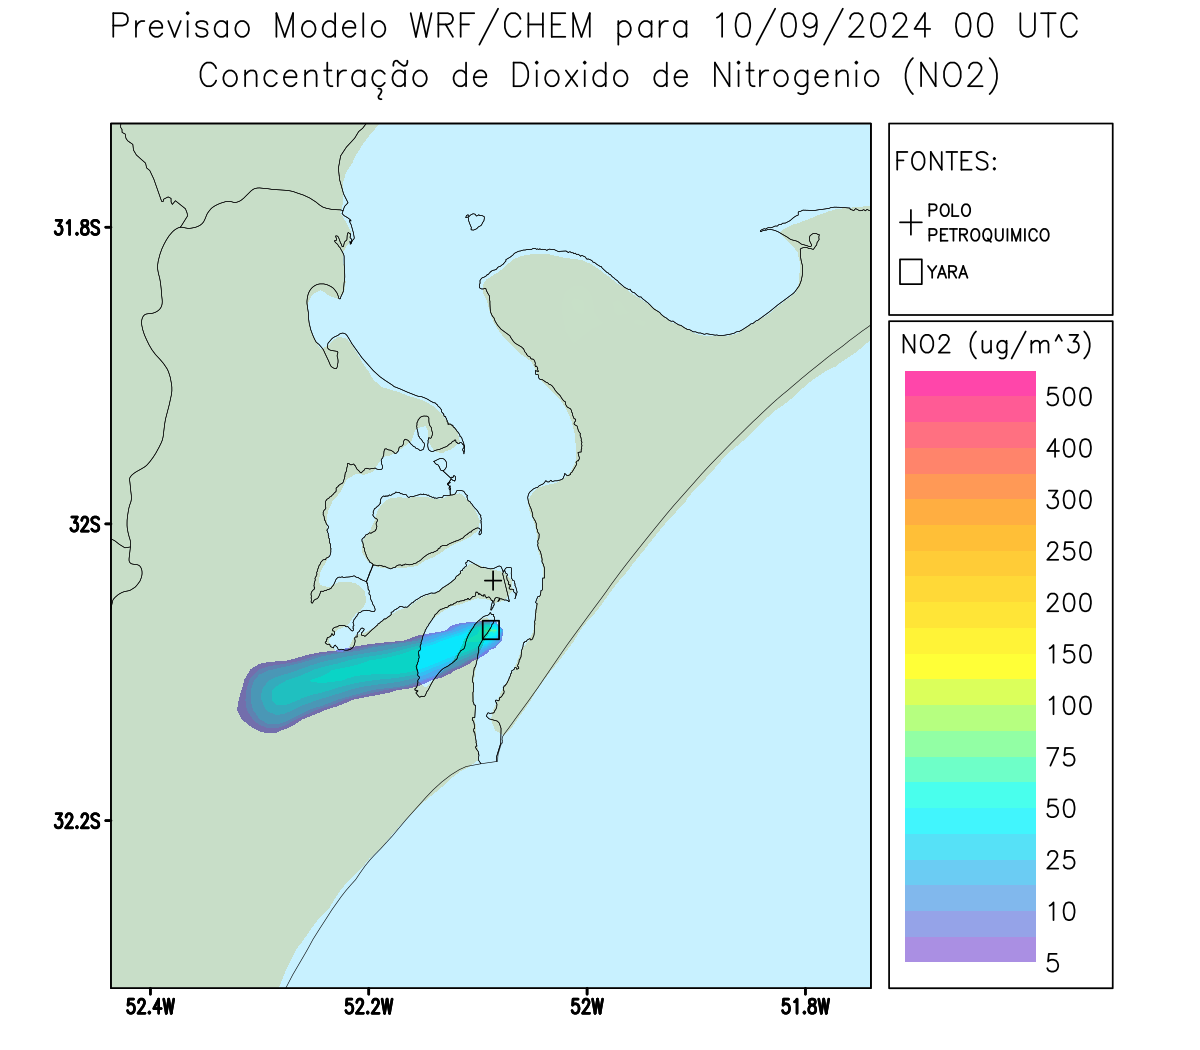 Previsao Modelo WRF/CHEM para 10/09/2024 00 UTC
Concentração de Dioxido de Nitrogenio (NO2)
FONTES:
POLO
PETROQUIMICO
YARA
NO2 (ug/m^3)
500
400
300
250
200
150
100
75
50
25
10
5
31.8S
32S
32.2S
52.4W
52.2W
52W
51.8W